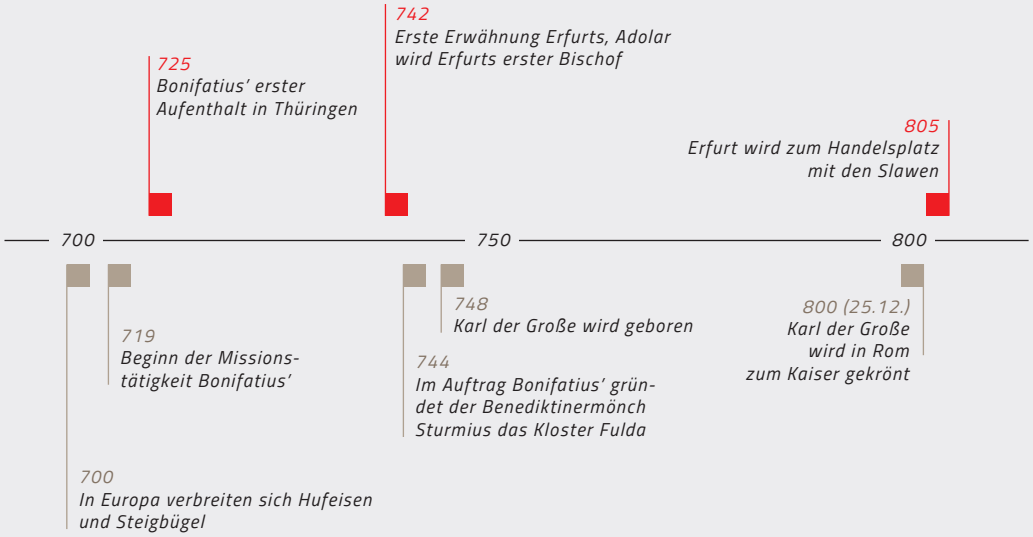 742
Erste Erwähnung Erfurts, Adolar
wird Erfurts erster Bischof
725
Bonifatius’ erster
Aufenthalt in Thüringen
805
Erfurt wird zum Handelsplatz
mit den Slawen
700
750
800
719
Beginn der Missions-
tätigkeit Bonifatius’
748
Karl der Große wird geboren
744
Im Auftrag Bonifatius’ grün-
det der Benediktinermönch
Sturmius das Kloster Fulda
800 (25.12.)
Karl der Große
wird in Rom
zum Kaiser gekrönt
700
In Europa verbreiten sich Hufeisen
und Steigbügel